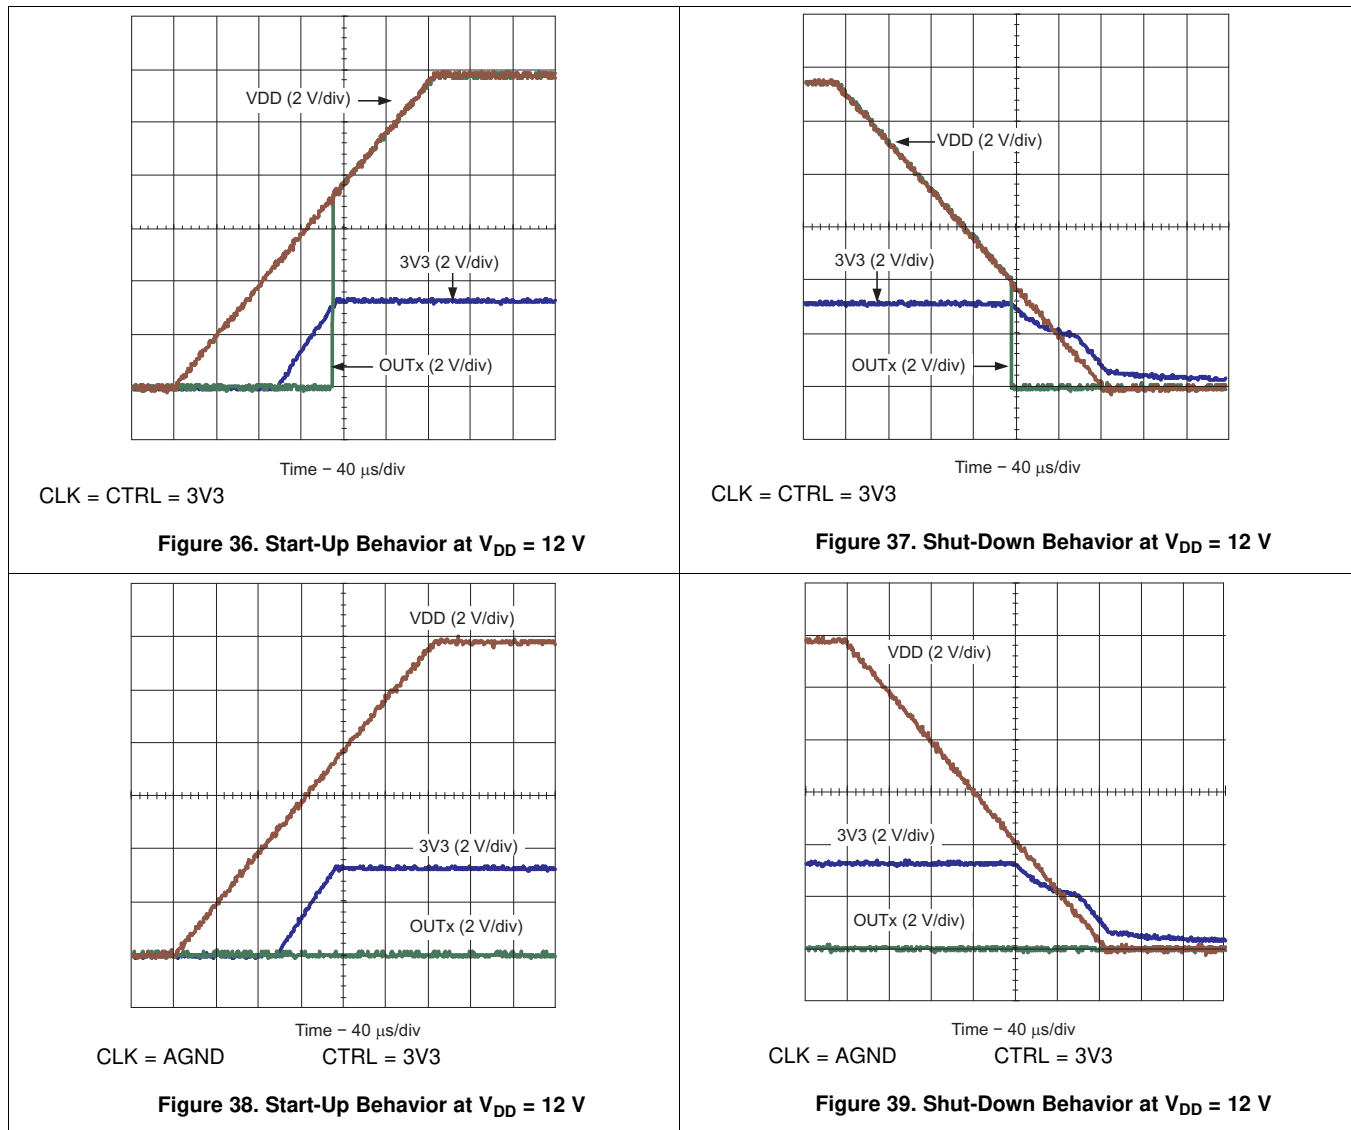 VDD (2 V/div)
3V3 (2 V/div)
OUTx (2 V/div)
Time − 40 μs/div
CLK = CTRL = 3V3
Figure 36. Start-Up Behavior at VDD = 12 V
VDD (2 V/div)
3V3 (2 V/div)
OUTx (2 V/div)
Time − 40 μs/div
CLK = CTRL = 3V3
Figure 37. Shut-Down Behavior at VDD = 12 V
VDD (2 V/div)
3V3 (2 V/div)
OUTx (2 V/div)
Time − 40 μs/div
CLK = AGND CTRL = 3V3
Figure 38. Start-Up Behavior at VDD = 12 V
VDD (2 V/div)
3V3 (2 V/div)
OUTx (2 V/div)
Time − 40 μs/div
CLK = AGND CTRL = 3V3
Figure 39. Shut-Down Behavior at VDD = 12 V